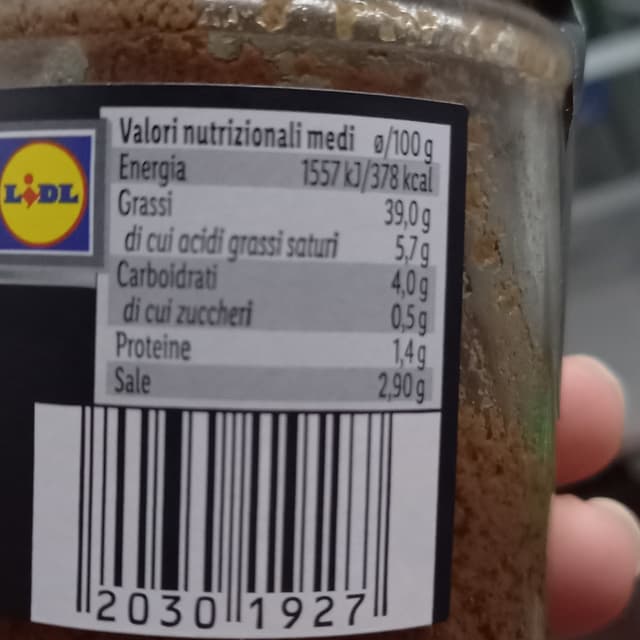 LIDL
Valori nutrizionali medi ø/100 g
Energia 1557 kJ/378 kcal
Grassi 39,0 g
di cui acidi grassi saturi 5,7 g
Carboidrati 4,0 g
di cui zuccheri 0,5 g
Proteine 1,4 g
Sale 2,90 g
2030 1927